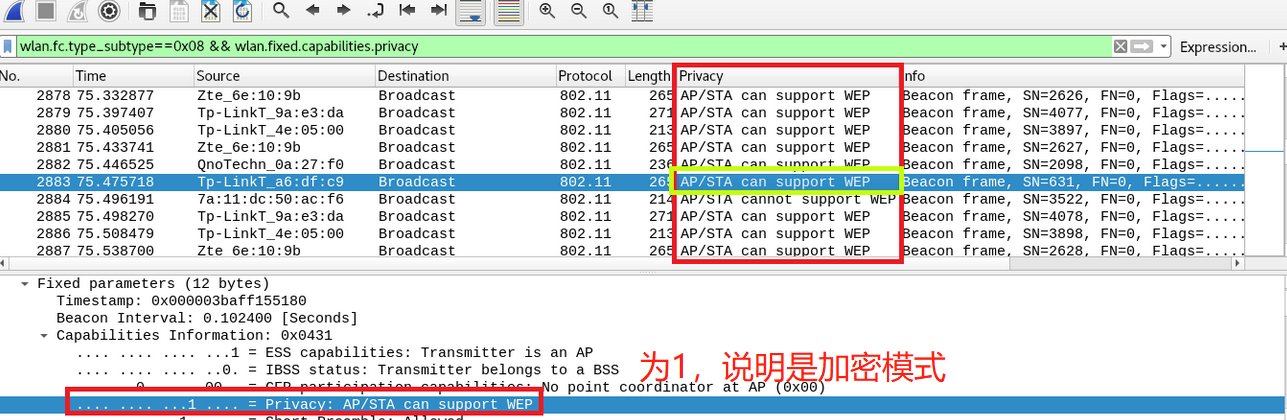 wlan.fc.type_subtype==0x08 && wlan.fixed.capabilities.privacy Expression...
No. Time Source Destination Protocol Length Privacy nfo
2878 75.332877 Zte_6e:10:9b Broadcast 802.11 265 AP/STA can support WEP Beacon frame, SN=2626, FN=0, Flags=.....
2879 75.397407 Tp-LinkT_9a:e3:da Broadcast 802.11 271 AP/STA can support WEP Beacon frame, SN=4077, FN=0, Flags=.....
2880 75.405056 Tp-LinkT_4e:05:00 Broadcast 802.11 213 AP/STA can support WEP Beacon frame, SN=3897, FN=0, Flags=.....
2881 75.433741 Zte_6e:10:9b Broadcast 802.11 265 AP/STA can support WEP Beacon frame, SN=2627, FN=0, Flags=.....
2882 75.446525 QnoTechn_0a:27:f0 Broadcast 802.11 236 AP/STA can support WEP Beacon frame, SN=2098, FN=0, Flags=.....
2883 75.475718 Tp-LinkT_a6:df:c9 Broadcast 802.11 265 AP/STA can support WEP Beacon frame, SN=631, FN=0, Flags=......
2884 75.496191 7a:11:dc:50:ac:f6 Broadcast 802.11 214 AP/STA cannot support WEP Beacon frame, SN=3522, FN=0, Flags=.....
2885 75.498270 Tp-LinkT_9a:e3:da Broadcast 802.11 271 AP/STA can support WEP Beacon frame, SN=4078, FN=0, Flags=.....
2886 75.508479 Tp-LinkT_4e:05:00 Broadcast 802.11 213 AP/STA can support WEP Beacon frame, SN=3898, FN=0, Flags=.....
2887 75.538700 Zte_6e:10:9b Broadcast 802.11 265 AP/STA can support WEP Beacon frame, SN=2628, FN=0, Flags=.....
Fixed parameters (12 bytes)
Timestamp: 0x000003baff155180
Beacon Interval: 0.102400 [Seconds]
Capabilities Information: 0x0431
.... .... .... ...1 = ESS capabilities: Transmitter is an AP
.... .... .... ..0. = IBSS status: Transmitter belongs to a BSS
为1，说明是加密模式
.... ..0. .... 00.. = CFP participation capabilities: No point coordinator at AP (0x00)
.... .... ...1 .... = Privacy: AP/STA can support WEP